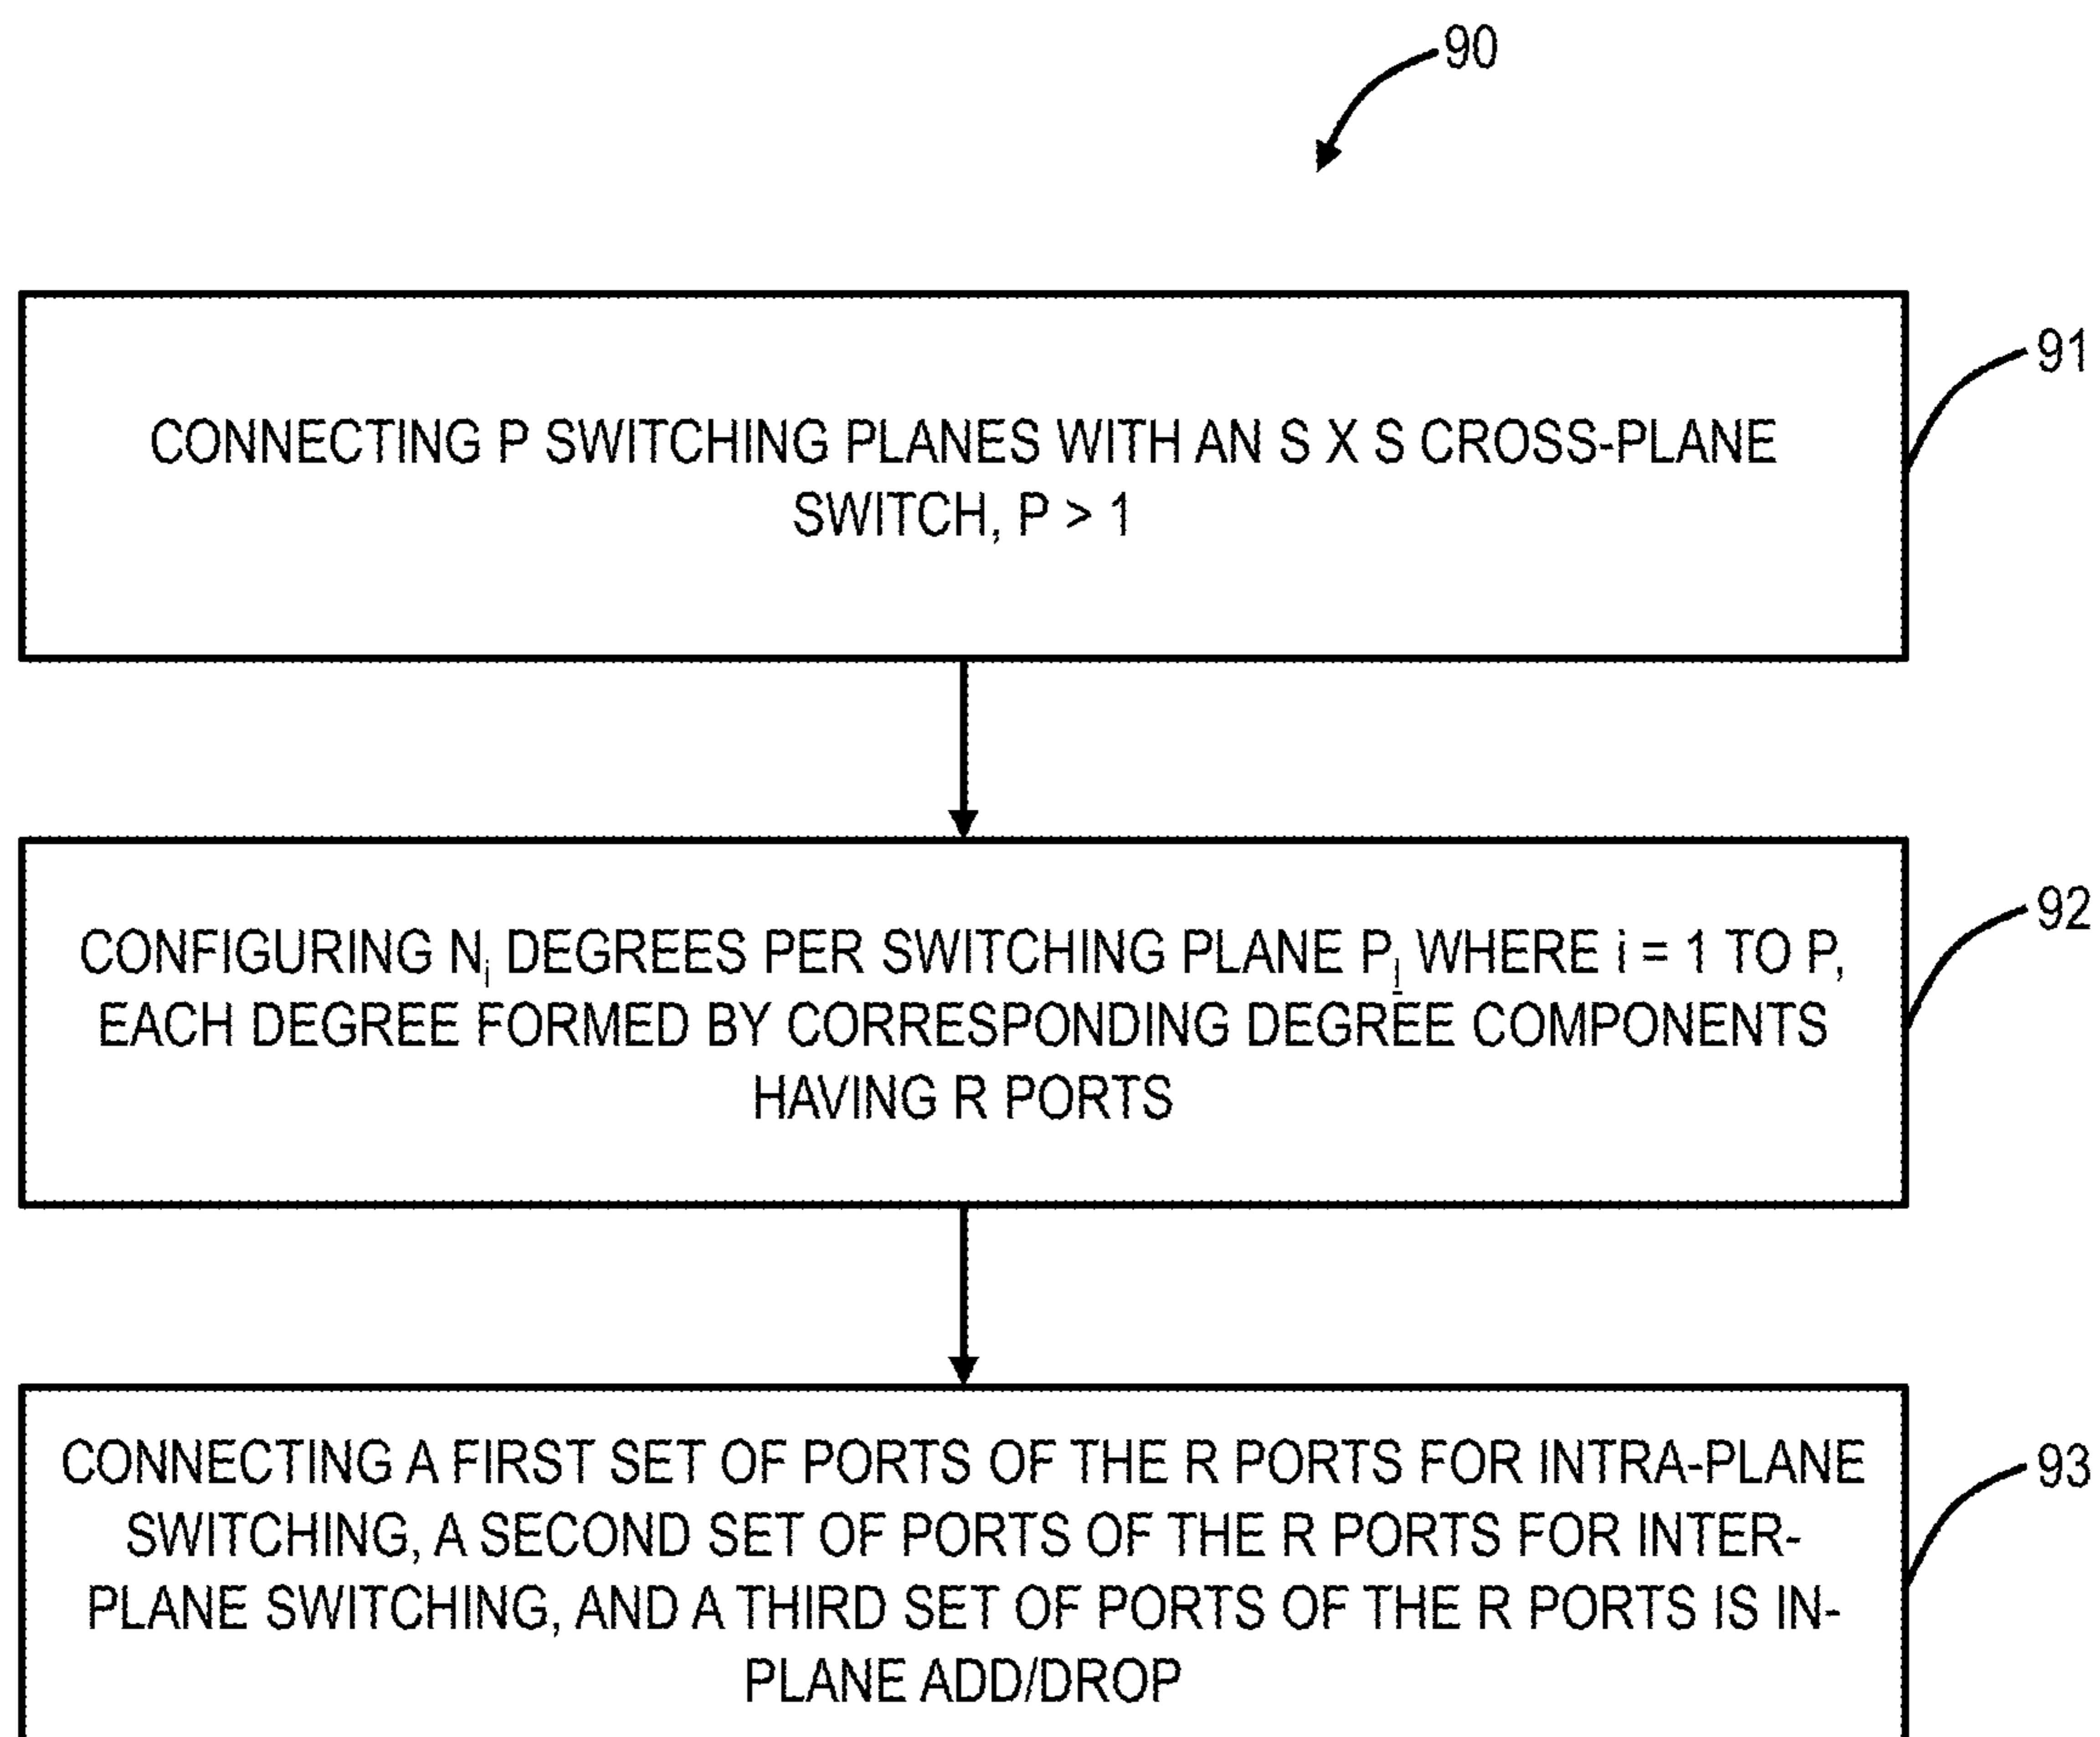 90
91
CONNECTING P SWITCHING PLANES WITH AN S X S CROSS-PLANE
SWITCH, P > 1
92
CONFIGURING Nᵢ DEGREES PER SWITCHING PLANE Pᵢ WHERE i = 1 TO P,
EACH DEGREE FORMED BY CORRESPONDING DEGREE COMPONENTS
HAVING R PORTS
93
CONNECTING A FIRST SET OF PORTS OF THE R PORTS FOR INTRA-PLANE
SWITCHING, A SECOND SET OF PORTS OF THE R PORTS FOR INTER-
PLANE SWITCHING, AND A THIRD SET OF PORTS OF THE R PORTS IS IN-
PLANE ADD/DROP